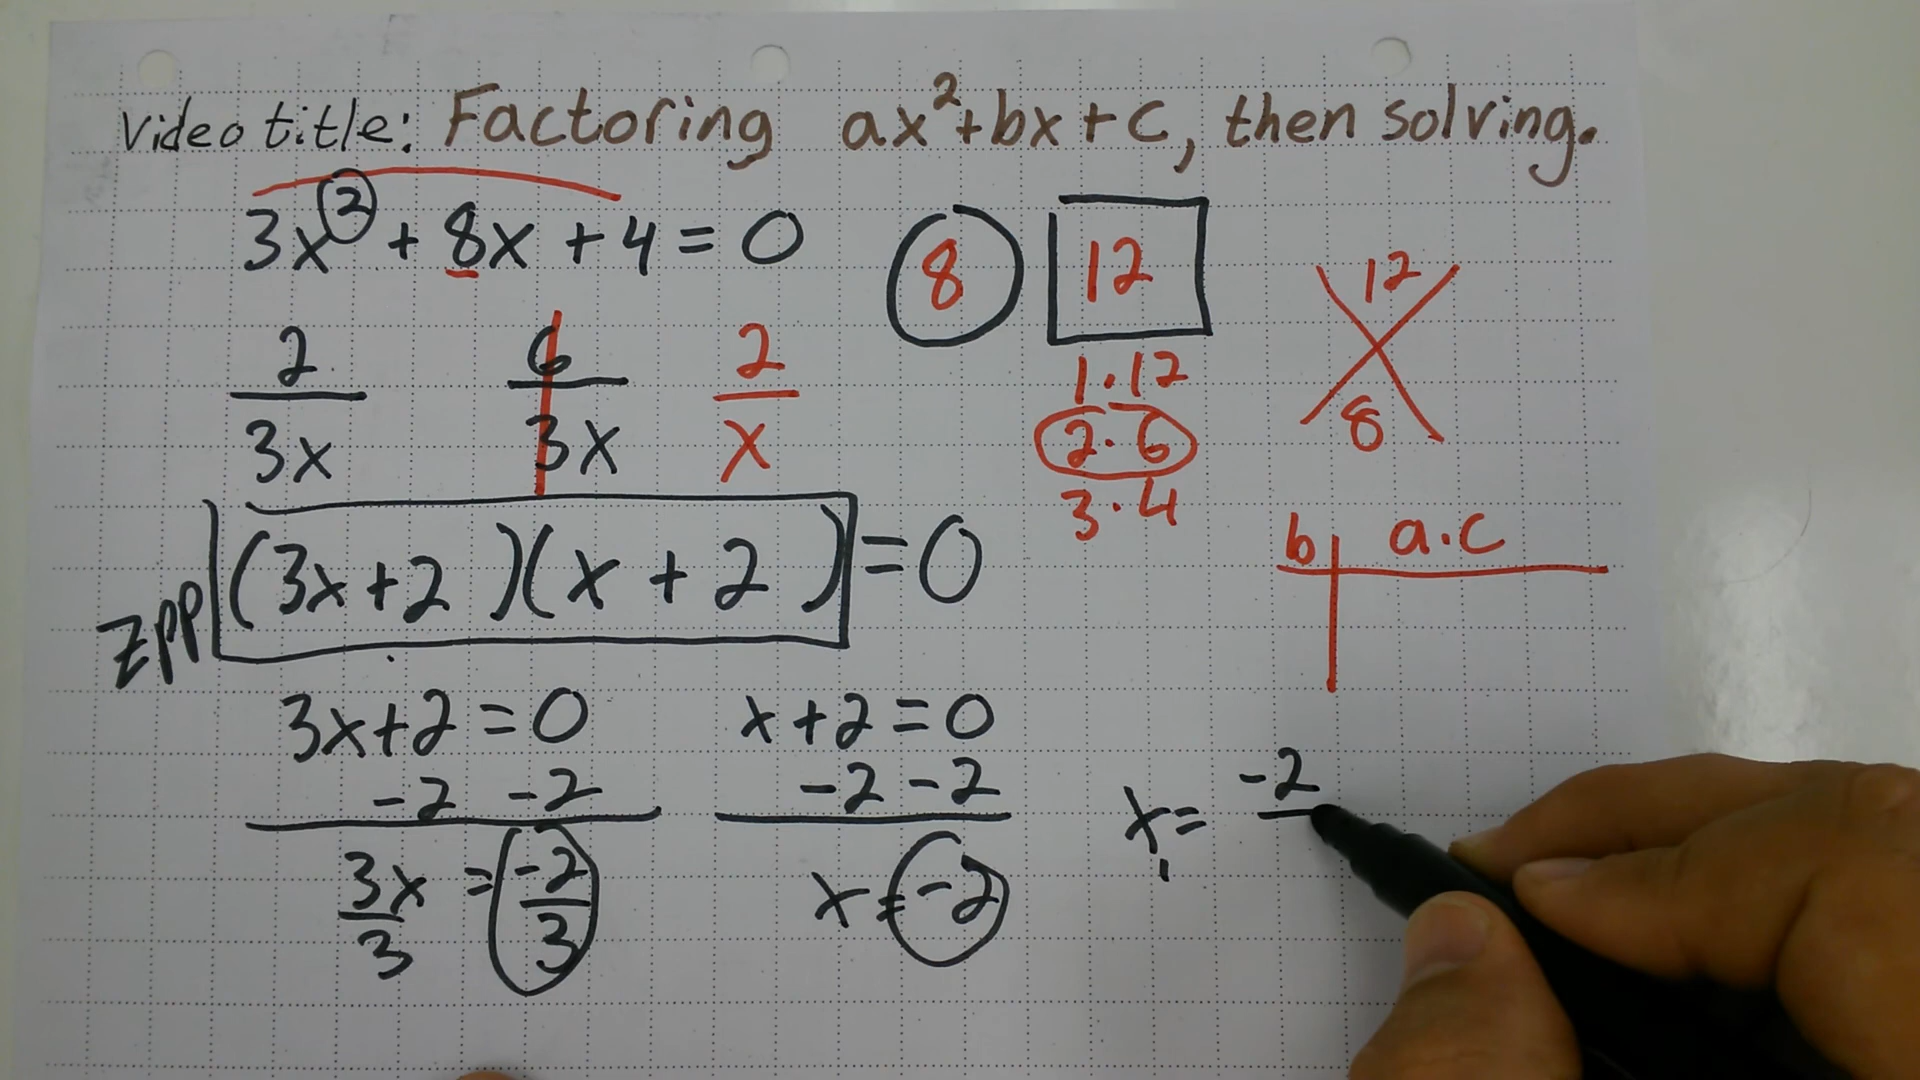 Video title: Factoring ax²+bx+c, then solving.
3x² + 8x + 4 = 0
8
12
12
8
2/3x
6/3x
2/x
1·12
2·6
3·4
b
a·c
ZPP
(3x+2)(x+2) = 0
3x+2=0
-2 -2
3x/3 = -2/3
x+2=0
-2 -2
x=-2
x= -2